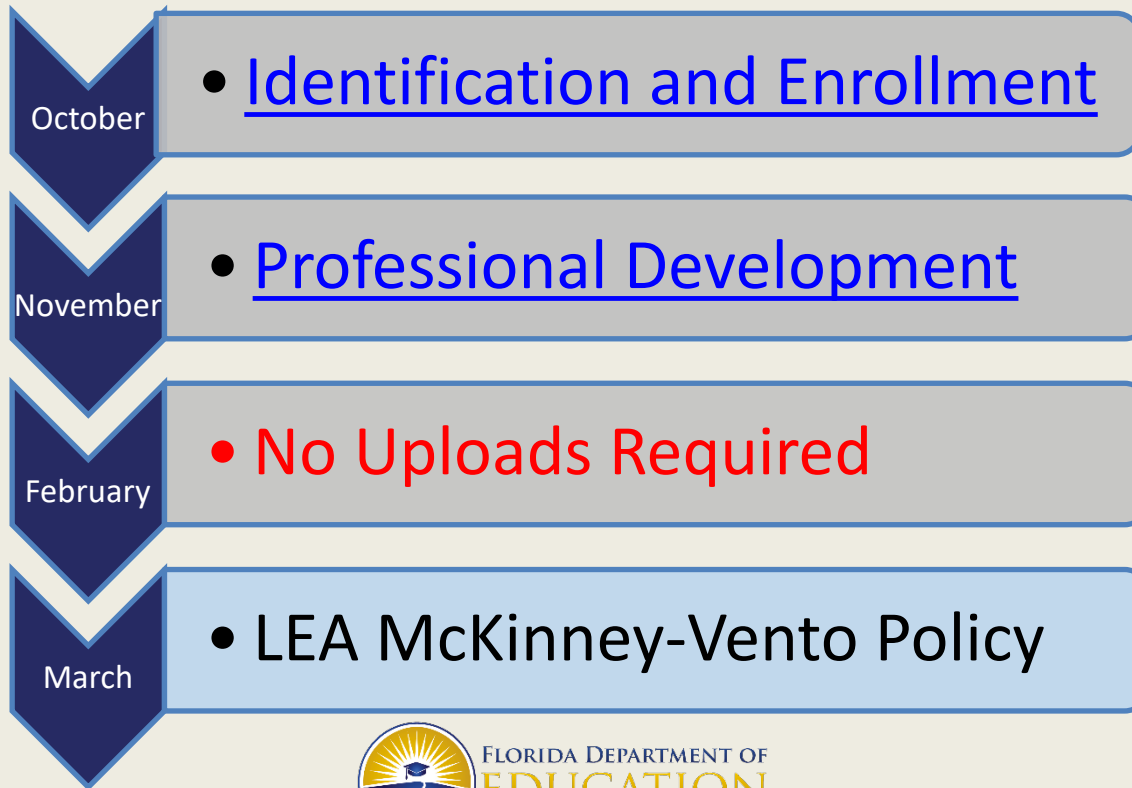 October
• Identification and Enrollment
November
• Professional Development
February
• No Uploads Required
March
• LEA McKinney-Vento Policy
FLORIDA DEPARTMENT OF
EDUCATION